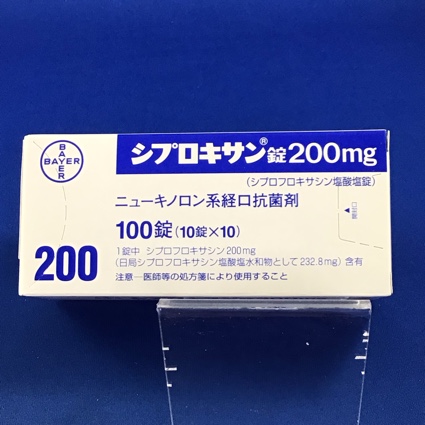 BAYER
BAYER
シプロキサン®錠200mg
(シプロフロキサシン塩酸塩錠)
ニューキノロン系経口抗菌剤
100錠(10錠×10)
200
1錠中 シプロフロキサシン200mg
(日局シプロフロキサシン塩酸塩水和物として232.8mg)含有
注意−医師等の処方箋により使用すること